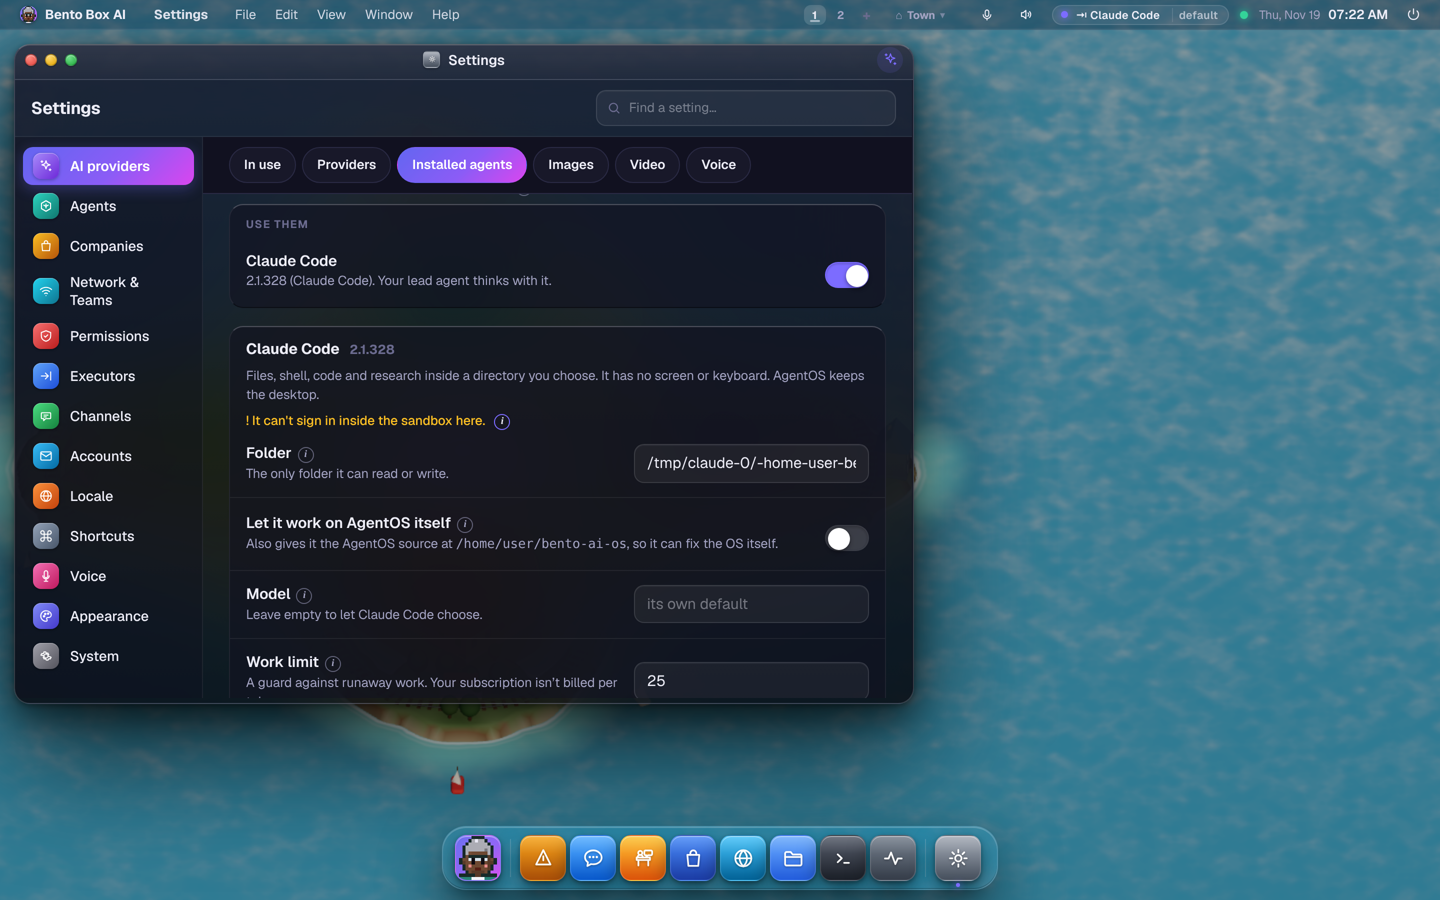 Bento Box AI Settings File Edit View Window Help 1 2 + Town Claude Code default Thu, Nov 19 07:22 AM
Settings
Settings
Find a setting...
AI providers
Agents
Companies
Network &
Teams
Permissions
Executors
Channels
Accounts
Locale
Shortcuts
Voice
Appearance
System
In use Providers Installed agents Images Video Voice
USE THEM
Claude Code
2.1.328 (Claude Code). Your lead agent thinks with it.
Claude Code 2.1.328
Files, shell, code and research inside a directory you choose. It has no screen or keyboard. AgentOS keeps
the desktop.
! It can't sign in inside the sandbox here.
Folder
The only folder it can read or write.
/tmp/claude-0/-home-user-be
Let it work on AgentOS itself
Also gives it the AgentOS source at /home/user/bento-ai-os, so it can fix the OS itself.
Model
Leave empty to let Claude Code choose.
its own default
Work limit
A guard against runaway work. Your subscription isn't billed per
25